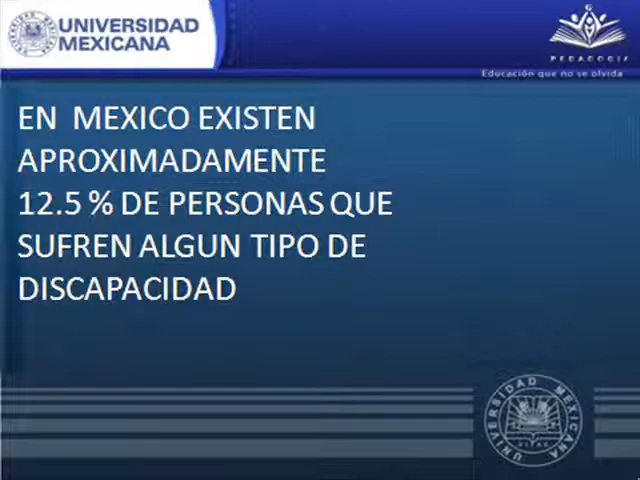 UNIVERSIDAD
MEXICANA
PEDAGOGIA
Educación que no se olvida
EN MEXICO EXISTEN
APROXIMADAMENTE
12.5 % DE PERSONAS QUE
SUFREN ALGUN TIPO DE
DISCAPACIDAD
UNIVERSIDAD MEXICANA